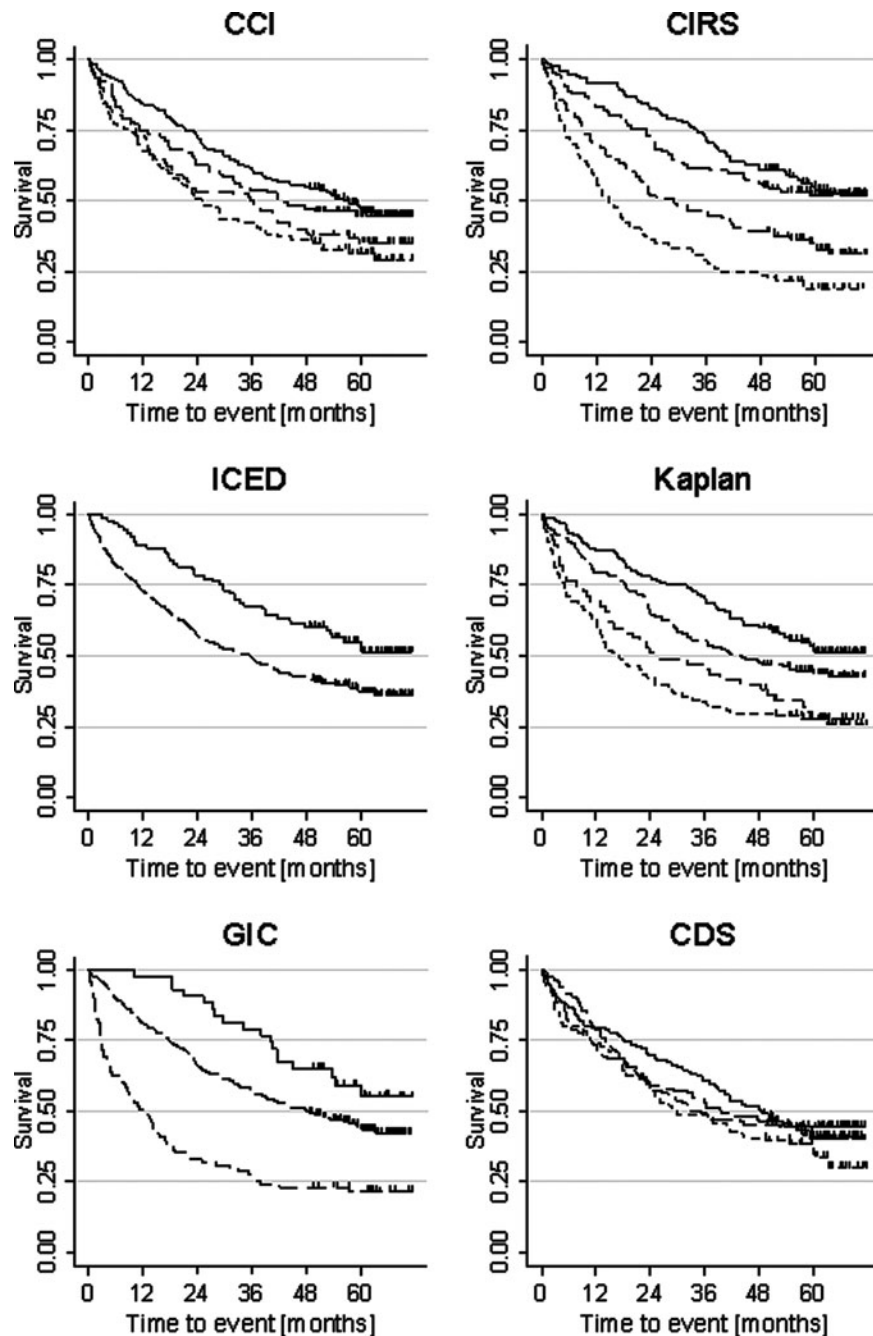 CCI
CIRS
Survival
0.00 0.25 0.50 0.75 1.00
0 12 24 36 48 60
Time to event [months]
Survival
0.00 0.25 0.50 0.75 1.00
0 12 24 36 48 60
Time to event [months]
ICED
Kaplan
Survival
0.00 0.25 0.50 0.75 1.00
0 12 24 36 48 60
Time to event [months]
Survival
0.00 0.25 0.50 0.75 1.00
0 12 24 36 48 60
Time to event [months]
GIC
CDS
Survival
0.00 0.25 0.50 0.75 1.00
0 12 24 36 48 60
Time to event [months]
Survival
0.00 0.25 0.50 0.75 1.00
0 12 24 36 48 60
Time to event [months]